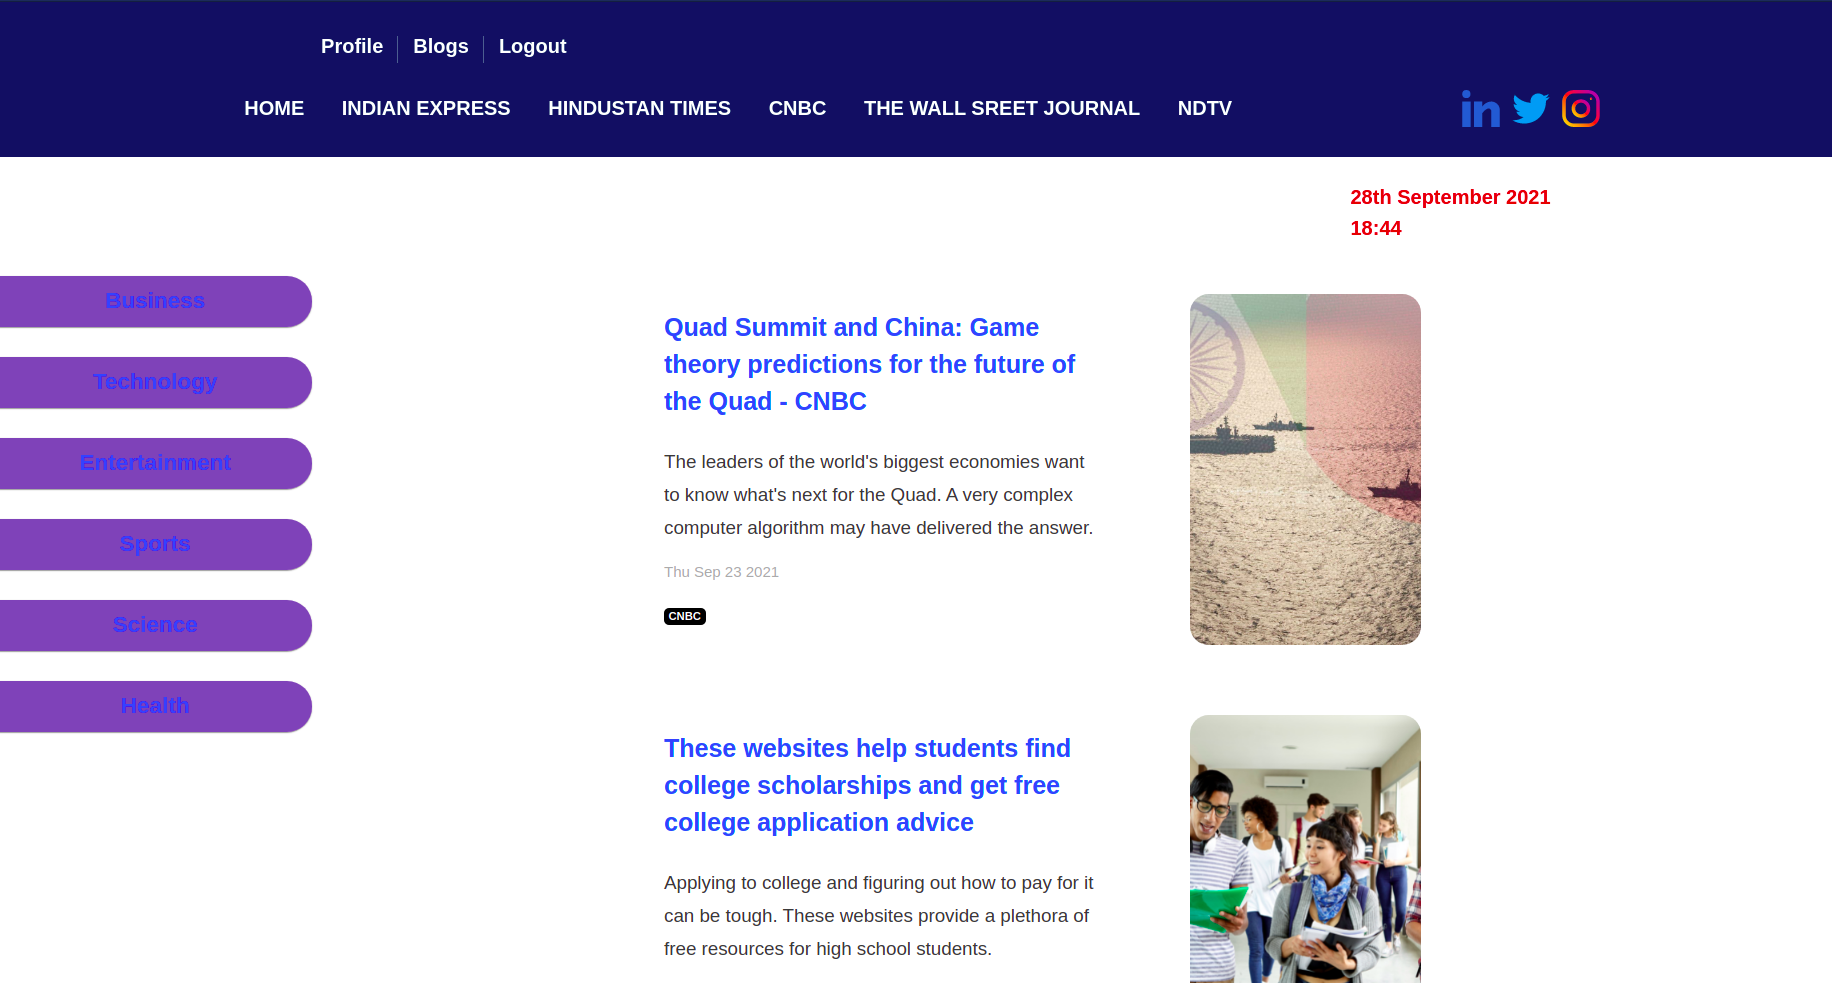 Profile Blogs Logout
HOME INDIAN EXPRESS HINDUSTAN TIMES CNBC THE WALL SREET JOURNAL NDTV
in
28th September 2021
18:44
Business
Technology
Entertainment
Sports
Science
Health
Quad Summit and China: Game
theory predictions for the future of
the Quad - CNBC
The leaders of the world's biggest economies want
to know what's next for the Quad. A very complex
computer algorithm may have delivered the answer.
Thu Sep 23 2021
CNBC
These websites help students find
college scholarships and get free
college application advice
Applying to college and figuring out how to pay for it
can be tough. These websites provide a plethora of
free resources for high school students.